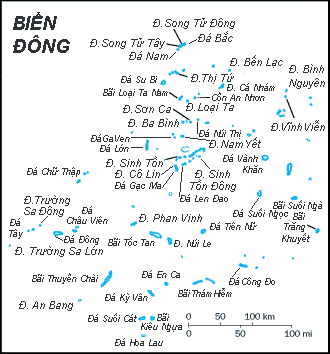 BIỂN
ĐÔNG
Đ.Song Tử Đông
Đ.Song Tử Tây
Đá Bắc
Đá Nam
Đ. Bến Lạc
Đ. Bình
Nguyên
Đá Su Bi
Đ.Thị Tứ
Đ. Cá Nhám
Bãi Loại Ta Nam
Cồn An Nhơn
Đ. Sơn Ca
Đ. Loại Ta
Đ. Ba Bình
Đ.Vĩnh Viễn
Đá GaVen
Đá Núi Thị
Đá Lớn
Đ.Nam Yết
Đ. Sinh Tồn
Đá Vành
Khăn
Đá Chữ Thập
Đ. Cô Lin
Đ. Sinh
Tồn Đông
Đá Gạc Ma
Đá Len Đao
Đ.Trường
Sa Đông
Đá
Châu Viên
Đ. Phan Vinh
Đá Suối Ngọc
Bãi Suối Ngà
Đá
Tây
Đá Đông
Bãi Tốc Tan
Đá Tiên Nữ
Bãi
Trăng
Khuyết
Đ. Núi Le
Đ. Trường Sa Lớn
Bãi Thuyền Chài
Đá En Ca
Đá Công Đo
Đ. An Bang
Đá Kỳ Vân
Bãi Thám Hiểm
Đá Suối Cát
Bãi
Kiêu Ngựa
Đá Hoa Lau
0 50 100 km
0 50 100 mi